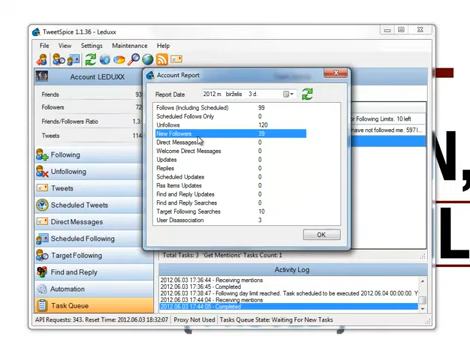 TweetSpice 1.1.36 - Leduxx
File View Settings Maintenance Help
Account LEDUXX
Friends
Followers
Friends/Followers Ratio 1.3
Tweets
Following
Unfollowing
Tweets
Scheduled Tweets
Direct Messages
Scheduled Following
Target Following
Find and Reply
Automation
Task Queue
Account Report
Report Date 2012 m birželis 3 d.
Follows (Including Scheduled) 99
Scheduled Follows Only 0
Unfollows 120
New Followers 39
Direct Messages 0
Welcome Direct Messages 0
Updates 0
Replies 0
Scheduled Updates 0
Rss Items Updates 0
Find and Reply Updates 0
Find and Reply Searches 0
Target Following Searches 10
User Disassociation 3
OK
or Following Limits. 10 left
have not followed me.
Total Tasks: 3 'Get Mentions' Tasks Count: 1
Activity Log
2012.06.03 17:36:44 - Receiving mentions
2012.06.03 17:36:45 - Completed
2012.06.03 17:38:47 - Following day limit reached. Task scheduled to be executed 2012.06.04 00:00:00.
2012.06.03 17:44:04 - Receiving mentions
2012.06.03 17:44:05 - Completed
API Requests: 343. Reset Time: 2012.06.03 18:32:07 Proxy Not Used Tasks Queue State: Waiting For New Tasks